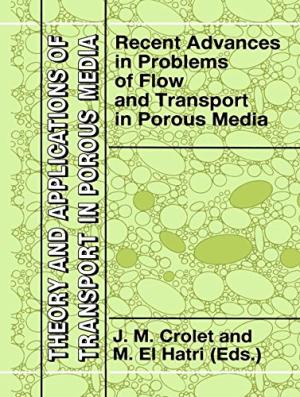 THEORY AND APPLICATIONS OF
TRANSPORT IN POROUS MEDIA
Recent Advances
in Problems
of Flow
and Transport
in Porous Media
J. M. Crolet and
M. El Hatri (Eds.)